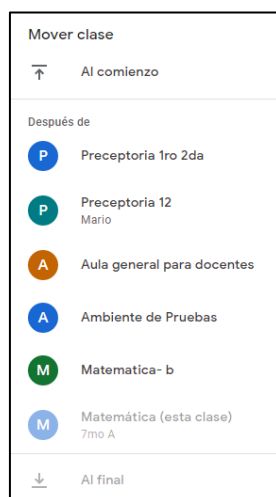 Mover clase
Al comienzo
Después de
P
Preceptoria 1ro 2da
P
Preceptoria 12
Mario
A
Aula general para docentes
A
Ambiente de Pruebas
M
Matematica- b
M
Matemática (esta clase)
7mo A
Al final